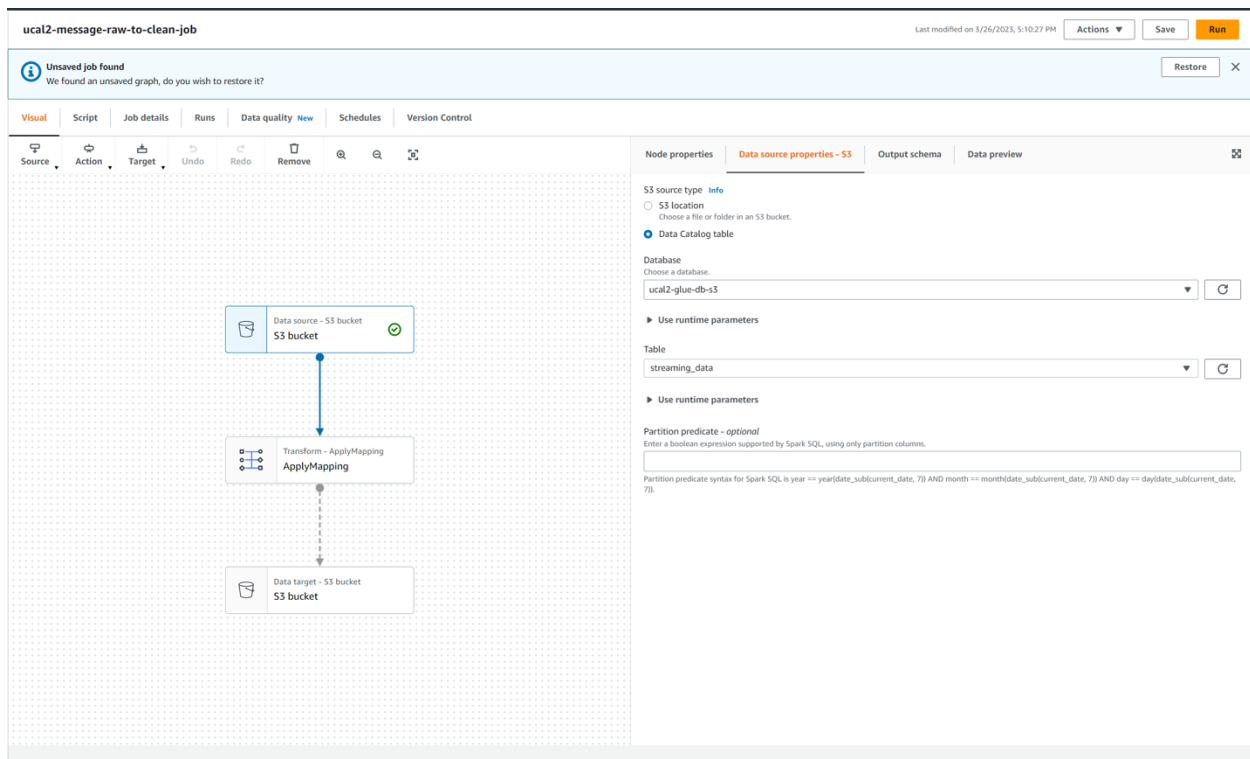 ucal2-message-raw-to-clean-job
Last modified on 3/26/2023, 5:10:27 PM
Actions
Save
Run
Unsaved job found
We found an unsaved graph, do you wish to restore it?
Restore
Visual
Script
Job details
Runs
Data quality New
Schedules
Version Control
Source
Action
Target
Undo
Redo
Remove
Node properties
Data source properties - S3
Output schema
Data preview
S3 source type Info
S3 location
Choose a file or folder in an S3 bucket.
Data Catalog table
Database
Choose a database.
ucal2-glue-db-s3
Use runtime parameters
Table
streaming_data
Use runtime parameters
Partition predicate - optional
Enter a boolean expression supported by Spark SQL, using only partition columns.
Partition predicate syntax for Spark SQL is year == year(date_sub(current_date, 7)) AND month == month(date_sub(current_date, 7)) AND day == day(date_sub(current_date,
7)).
Data source - S3 bucket
S3 bucket
Transform - ApplyMapping
ApplyMapping
Data target - S3 bucket
S3 bucket